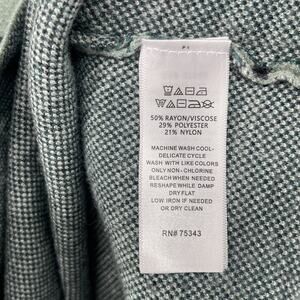 50% RAYON/VISCOSE
29% POLYESTER
21% NYLON
MACHINE WASH COOL-
DELICATE CYCLE
WASH WITH LIKE COLORS
ONLY NON-CHLORINE
BLEACH WHEN NEEDED
RESHAPE WHILE DAMP
DRY FLAT
LOW IRON IF NEEDED
OR DRY CLEAN
RN# 75343